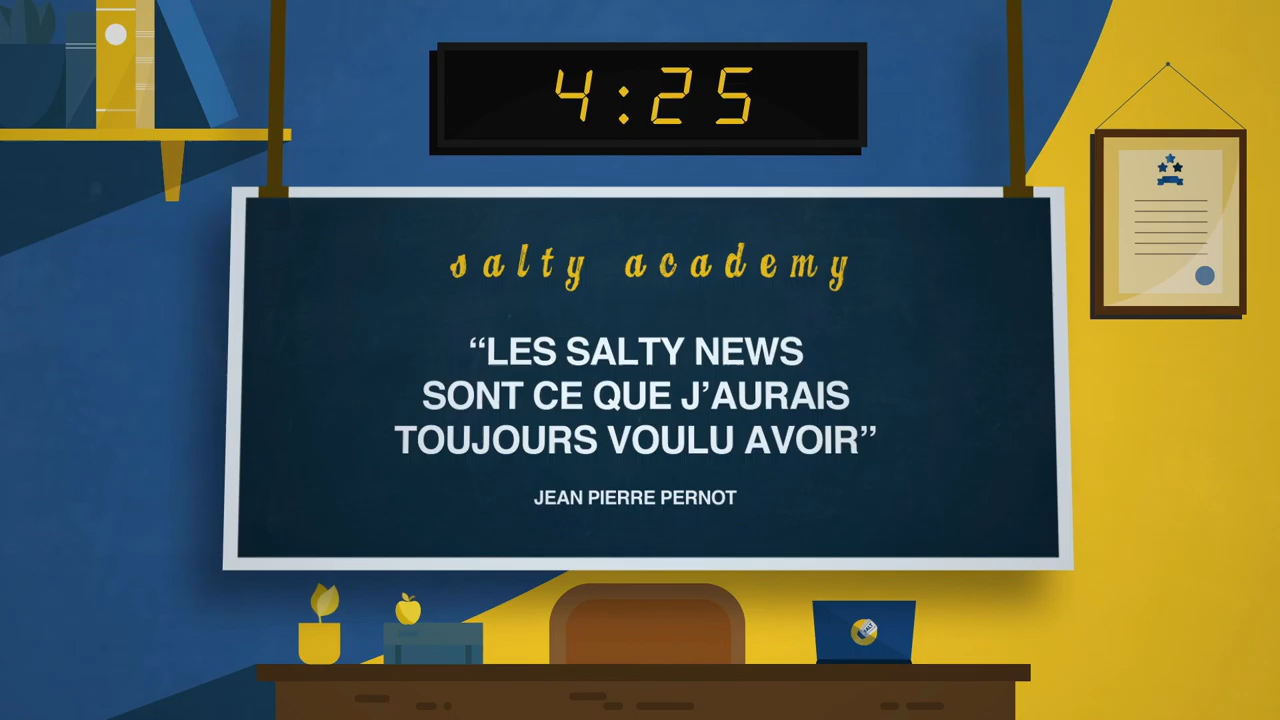 4:25
salty academy
“LES SALTY NEWS
SONT CE QUE J’AURAIS
TOUJOURS VOULU AVOIR”
JEAN PIERRE PERNOT